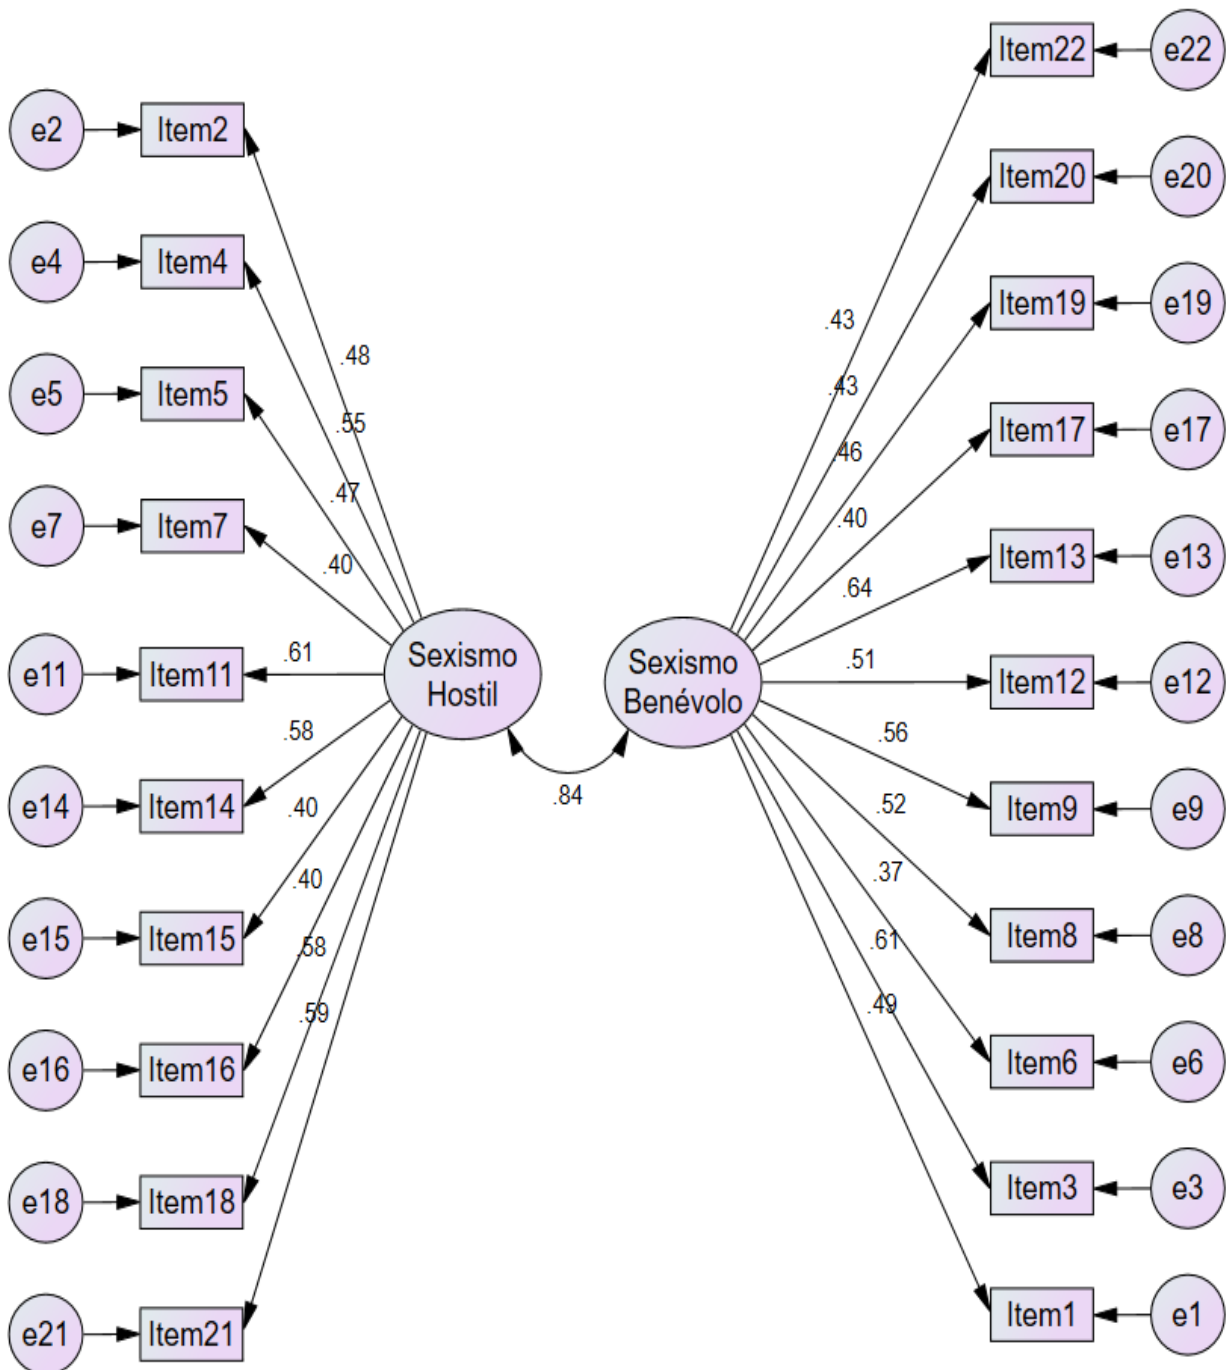 e2
Item2
e4
Item4
e5
Item5
e7
Item7
e11
Item11
e14
Item14
e15
Item15
e16
Item16
e18
Item18
e21
Item21
.48
.55
.47
.40
.61
.58
.40
.40
.58
.59
Sexismo
Hostil
.84
Sexismo
Benévolo
.43
.43
.46
.40
.64
.51
.56
.52
.37
.61
.49
Item22
e22
Item20
e20
Item19
e19
Item17
e17
Item13
e13
Item12
e12
Item9
e9
Item8
e8
Item6
e6
Item3
e3
Item1
e1